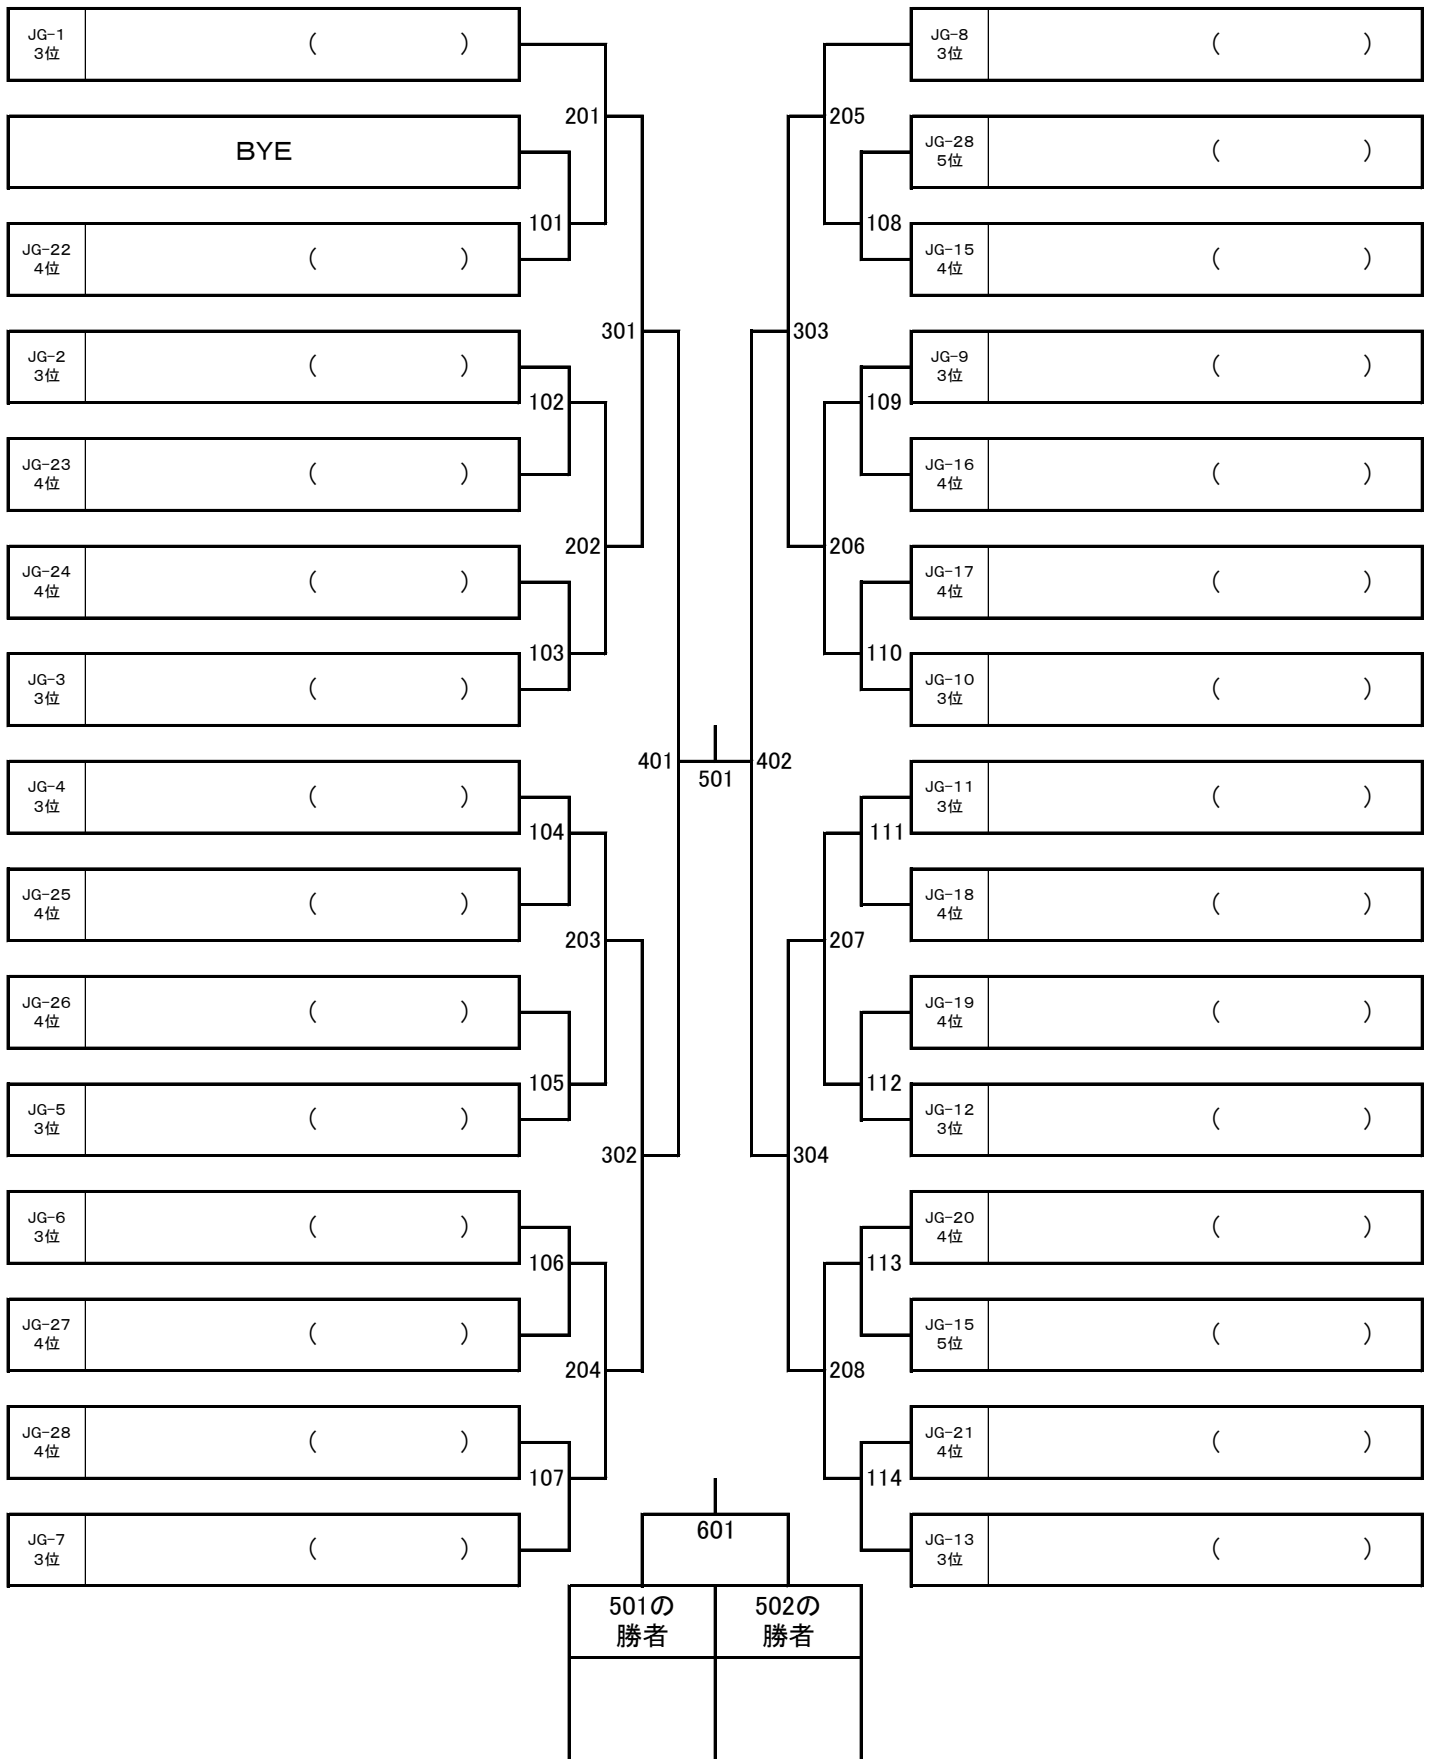 JG-1
3位
(　　　)
BYE
JG-22
4位
(　　　)
JG-2
3位
(　　　)
JG-23
4位
(　　　)
JG-24
4位
(　　　)
JG-3
3位
(　　　)
JG-4
3位
(　　　)
JG-25
4位
(　　　)
JG-26
4位
(　　　)
JG-5
3位
(　　　)
JG-6
3位
(　　　)
JG-27
4位
(　　　)
JG-28
4位
(　　　)
JG-7
3位
(　　　)
101
102
103
104
105
106
107
201
202
203
204
301
302
401
501
402
303
304
205
206
207
208
108
109
110
111
112
113
114
JG-8
3位
(　　　)
JG-28
5位
(　　　)
JG-15
4位
(　　　)
JG-9
3位
(　　　)
JG-16
4位
(　　　)
JG-17
4位
(　　　)
JG-10
3位
(　　　)
JG-11
3位
(　　　)
JG-18
4位
(　　　)
JG-19
4位
(　　　)
JG-12
3位
(　　　)
JG-20
4位
(　　　)
JG-15
5位
(　　　)
JG-21
4位
(　　　)
JG-13
3位
(　　　)
601
501の
勝者
502の
勝者